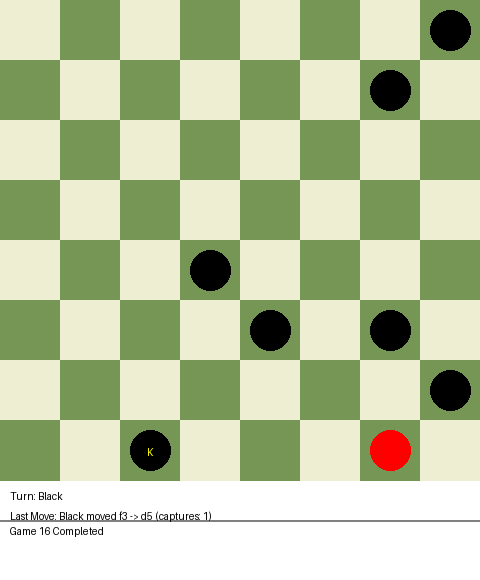 K
Turn: Black
Last Move: Black moved f3 -> d5 (captures: 1)
Game 16 Completed